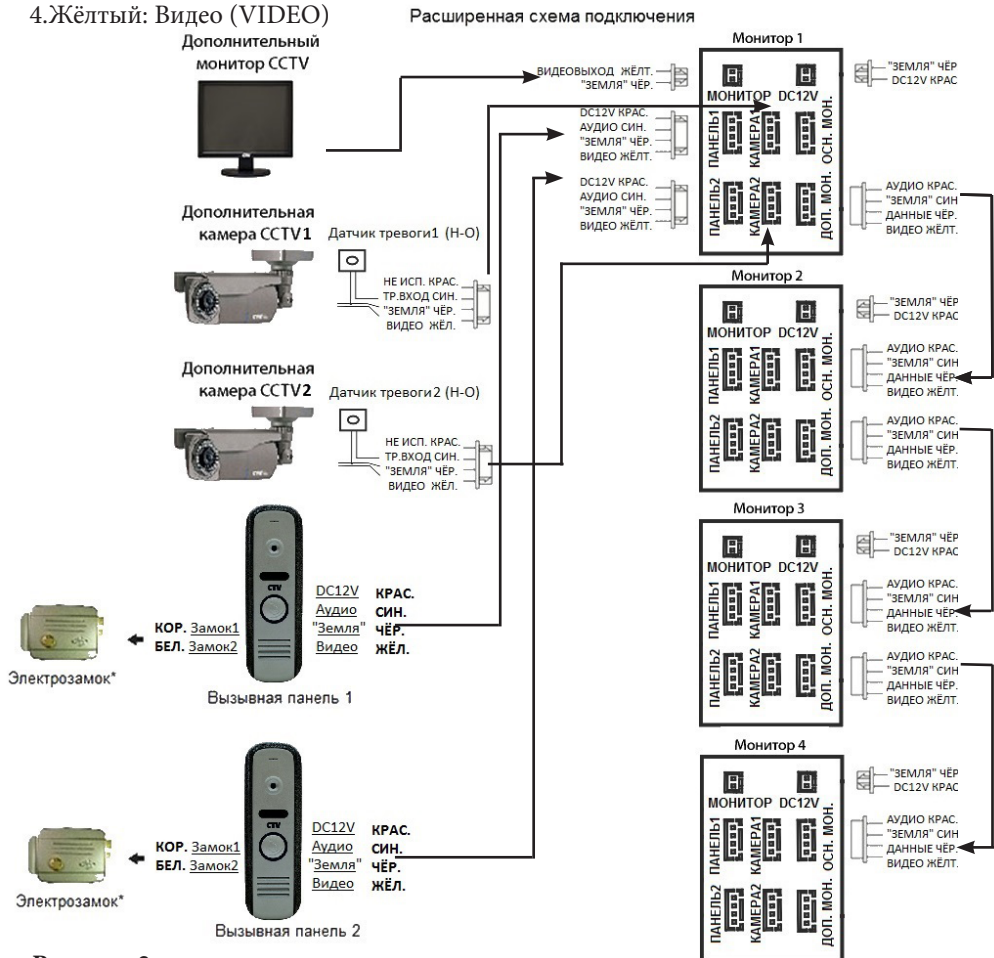 4.Жёлтый: Видео (VIDEO)
Расширенная схема подключения
Дополнительный
монитор CCTV
ВИДЕОВЫХОД ЖЁЛТ.
"ЗЕМЛЯ" ЧЁР.
DC12V КРАС.
АУДИО СИН.
"ЗЕМЛЯ" ЧЁР.
ВИДЕО ЖЁЛТ.
DC12V КРАС.
АУДИО СИН.
"ЗЕМЛЯ" ЧЁР.
ВИДЕО ЖЁЛТ.
Дополнительная
камера CCTV1
Датчик тревоги1 (Н-О)
НЕ ИСП. КРАС.
ТР.ВХОД СИН.
"ЗЕМЛЯ" ЧЁР.
ВИДЕО ЖЁЛ.
Дополнительная
камера CCTV2
Датчик тревоги2 (Н-О)
НЕ ИСП. КРАС.
ТР.ВХОД СИН.
"ЗЕМЛЯ" ЧЁР.
ВИДЕО ЖЁЛ.
CTV
DC12V КРАС.
Аудио СИН.
"Земля" ЧЁР.
Видео ЖЁЛ.
КОР. Замок1
БЕЛ. Замок2
Электрозамок*
Вызывная панель 1
CTV
DC12V КРАС.
Аудио СИН.
"Земля" ЧЁР.
Видео ЖЁЛ.
КОР. Замок1
БЕЛ. Замок2
Электрозамок*
Вызывная панель 2
Монитор 1
МОНИТОР DC12V
ПАНЕЛЬ1
КАМЕРА1
ОСН. МОН.
ПАНЕЛЬ2
КАМЕРА2
ДОП. МОН.
"ЗЕМЛЯ" ЧЁР
DC12V КРАС
АУДИО КРАС.
"ЗЕМЛЯ" СИН
ДАННЫЕ ЧЁР.
ВИДЕО ЖЁЛТ.
Монитор 2
МОНИТОР DC12V
ПАНЕЛЬ1
КАМЕРА1
ОСН. МОН.
ПАНЕЛЬ2
КАМЕРА2
ДОП. МОН.
"ЗЕМЛЯ" ЧЁР
DC12V КРАС
АУДИО КРАС.
"ЗЕМЛЯ" СИН
ДАННЫЕ ЧЁР.
ВИДЕО ЖЁЛТ.
АУДИО КРАС.
"ЗЕМЛЯ" СИН
ДАННЫЕ ЧЁР.
ВИДЕО ЖЁЛТ.
Монитор 3
МОНИТОР DC12V
ПАНЕЛЬ1
КАМЕРА1
ОСН. МОН.
ПАНЕЛЬ2
КАМЕРА2
ДОП. МОН.
"ЗЕМЛЯ" ЧЁР
DC12V КРАС
АУДИО КРАС.
"ЗЕМЛЯ" СИН
ДАННЫЕ ЧЁР.
ВИДЕО ЖЁЛТ.
АУДИО КРАС.
"ЗЕМЛЯ" СИН
ДАННЫЕ ЧЁР.
ВИДЕО ЖЁЛТ.
Монитор 4
МОНИТОР DC12V
ПАНЕЛЬ1
КАМЕРА1
ОСН. МОН.
ПАНЕЛЬ2
КАМЕРА2
ДОП. МОН.
"ЗЕМЛЯ" ЧЁР
DC12V КРАС
АУДИО КРАС.
"ЗЕМЛЯ" СИН
ДАННЫЕ ЧЁР.
ВИДЕО ЖЁЛТ.